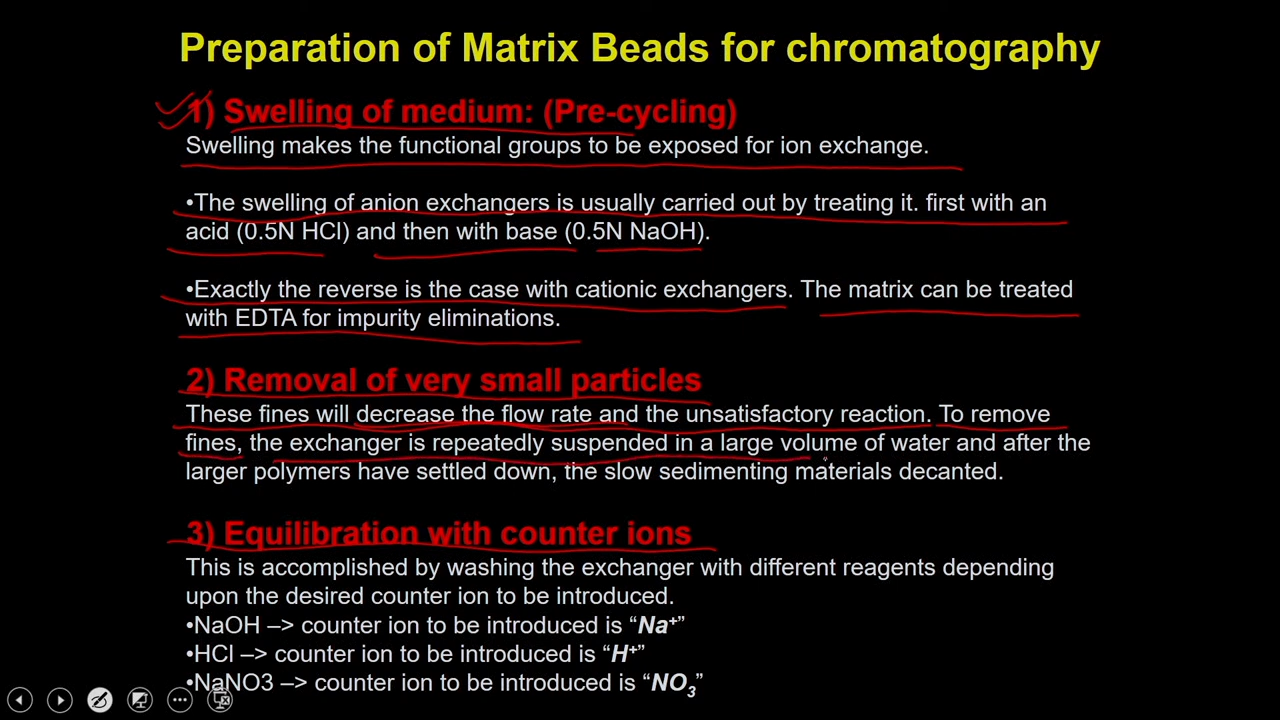 Preparation of Matrix Beads for chromatography
1) Swelling of medium: (Pre-cycling)
Swelling makes the functional groups to be exposed for ion exchange.
•The swelling of anion exchangers is usually carried out by treating it. first with an
acid (0.5N HCl) and then with base (0.5N NaOH).
•Exactly the reverse is the case with cationic exchangers. The matrix can be treated
with EDTA for impurity eliminations.
2) Removal of very small particles
These fines will decrease the flow rate and the unsatisfactory reaction. To remove
fines, the exchanger is repeatedly suspended in a large volume of water and after the
larger polymers have settled down, the slow sedimenting materials decanted.
3) Equilibration with counter ions
This is accomplished by washing the exchanger with different reagents depending
upon the desired counter ion to be introduced.
•NaOH –> counter ion to be introduced is “Na⁺”
•HCl –> counter ion to be introduced is “H⁺”
•NaNO3 –> counter ion to be introduced is “NO₃”